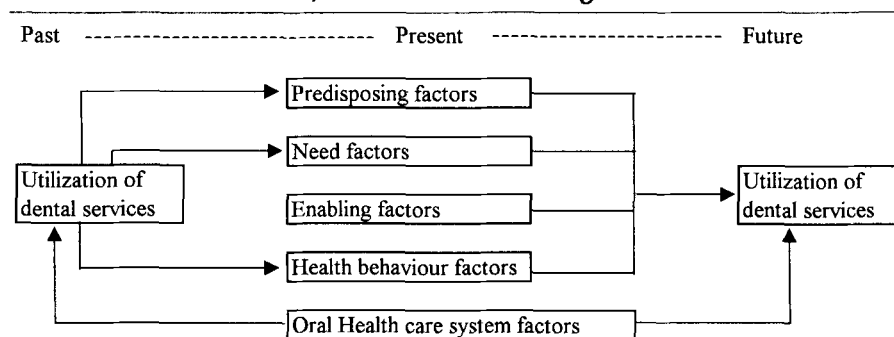 Past ---------------------------- Present ------------------------ Future
Predisposing factors
Need factors
Utilization of
dental services
Enabling factors
Utilization of
dental services
Health behaviour factors
Oral Health care system factors